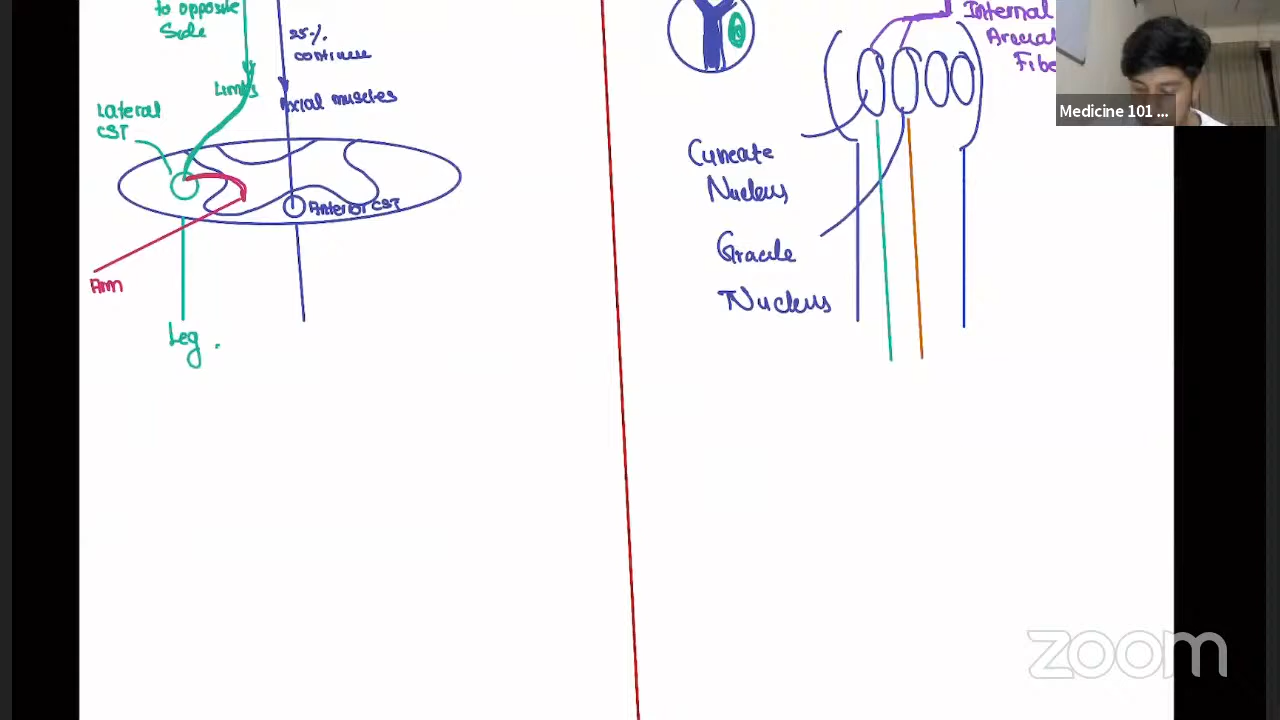 to opposite
Side
25%
continue
Limbs
Axial muscles
Lateral
CST
Anterior CST
Arm
Leg.
Internal
Arcuat
Fibe
Cuneate
Nucleus
Gracile
Nucleus
Medicine 101 ...
zoom